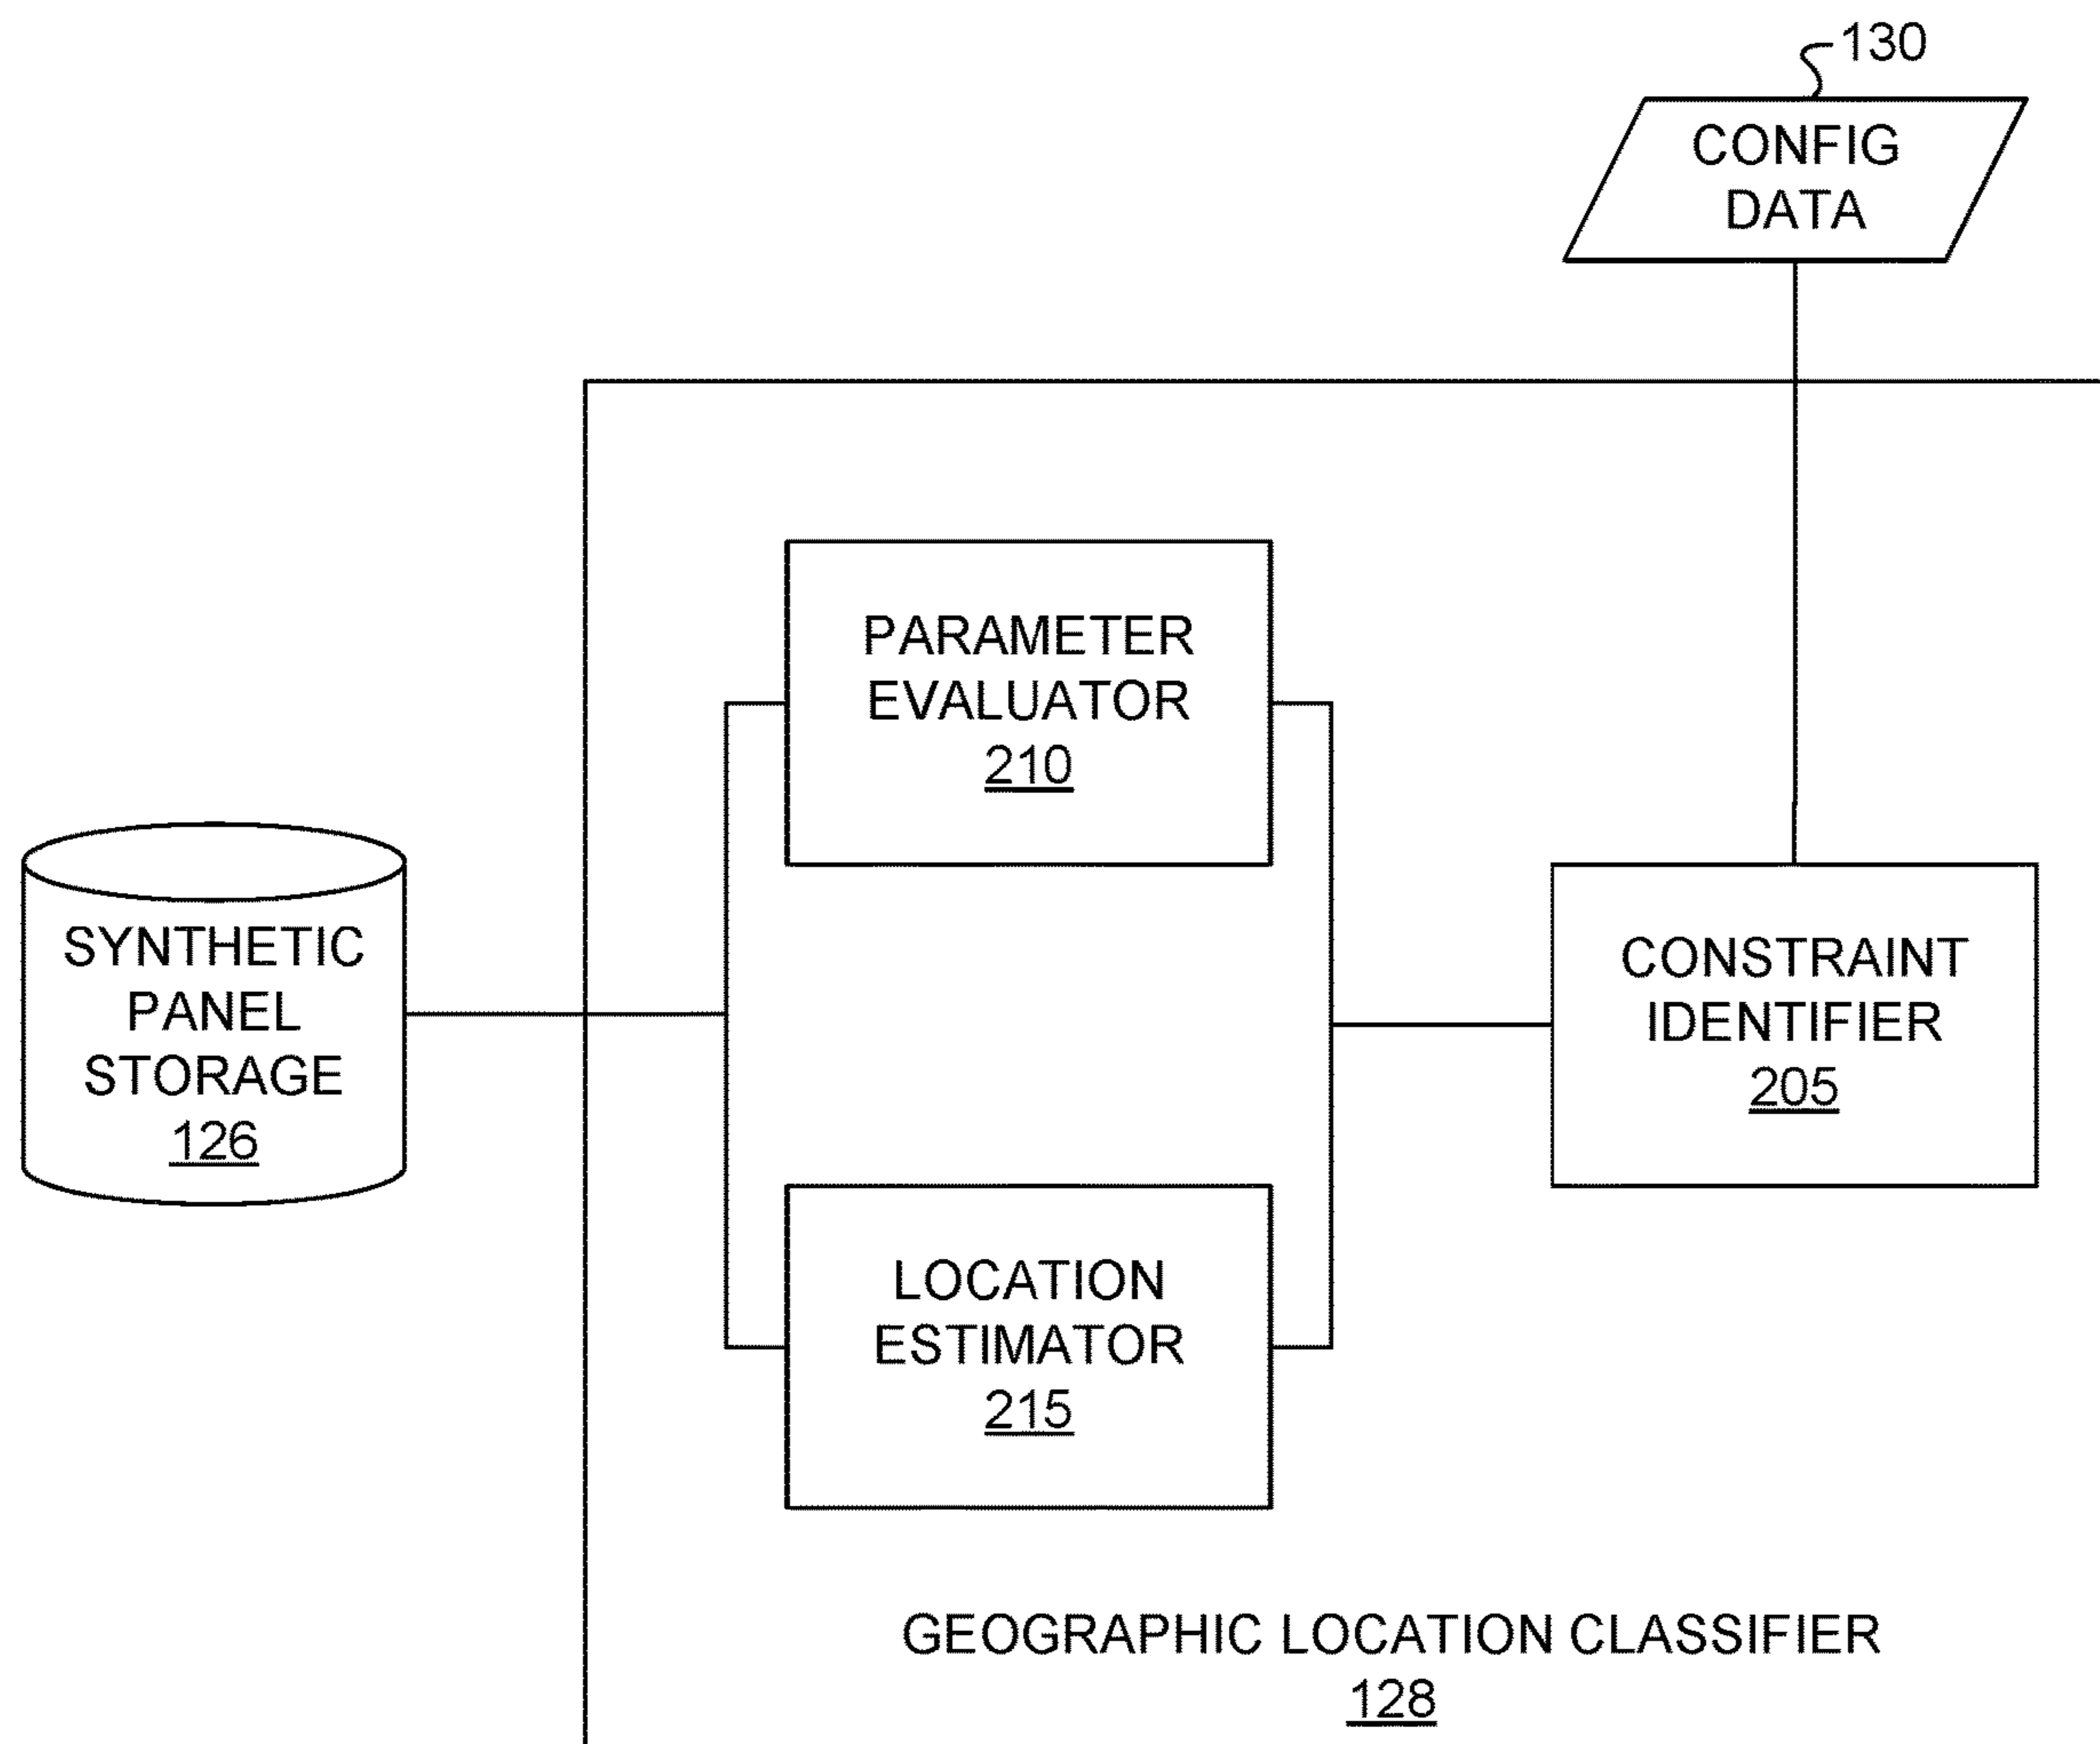 130
CONFIG
DATA
PARAMETER
EVALUATOR
210
SYNTHETIC
PANEL
STORAGE
126
CONSTRAINT
IDENTIFIER
205
LOCATION
ESTIMATOR
215
GEOGRAPHIC LOCATION CLASSIFIER
128